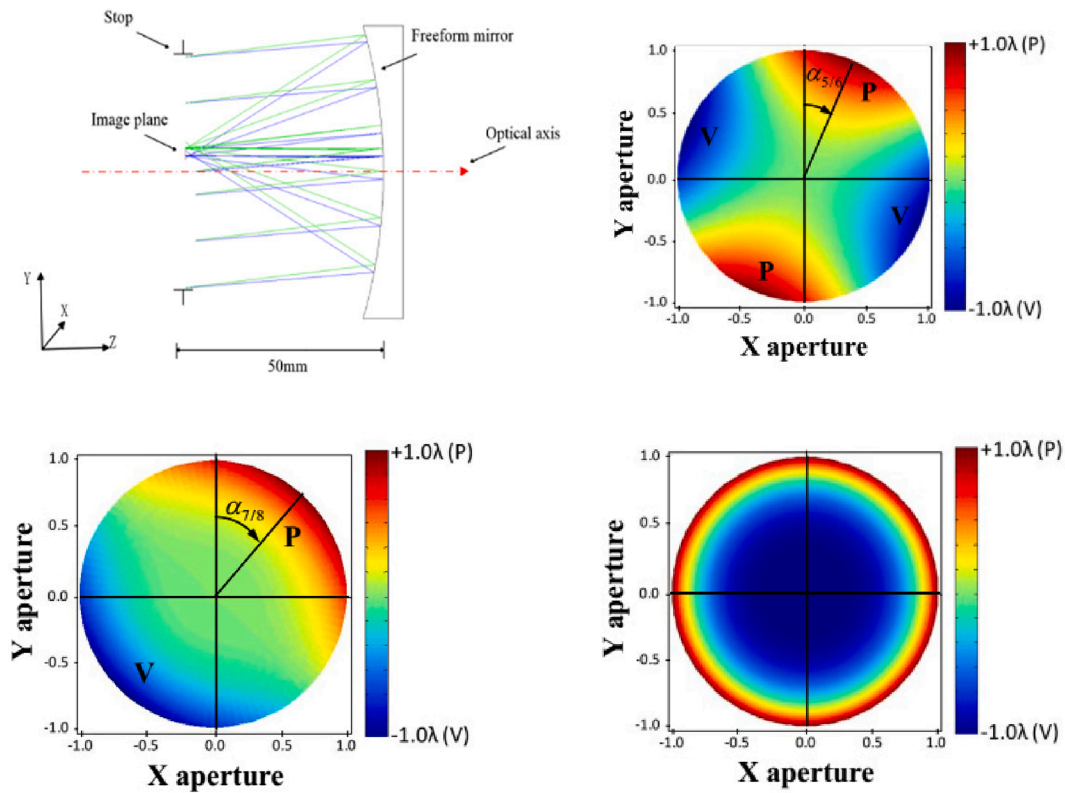 Stop
Freeform mirror
Image plane
Optical axis
Y
X
Z
50mm
1.0
0.5
0.0
-0.5
-1.0
Y aperture
α5/6
P
V
V
P
-1.0 -0.5 0.0 0.5 1.0
X aperture
+1.0λ (P)
-1.0λ (V)
1.0
0.5
0.0
-0.5
-1.0
Y aperture
α7/8
P
V
-1.0 -0.5 0.0 0.5 1.0
X aperture
+1.0λ (P)
-1.0λ (V)
1.0
0.5
0.0
-0.5
-1.0
Y aperture
-1.0 -0.5 0.0 0.5 1.0
X aperture
+1.0λ (P)
-1.0λ (V)